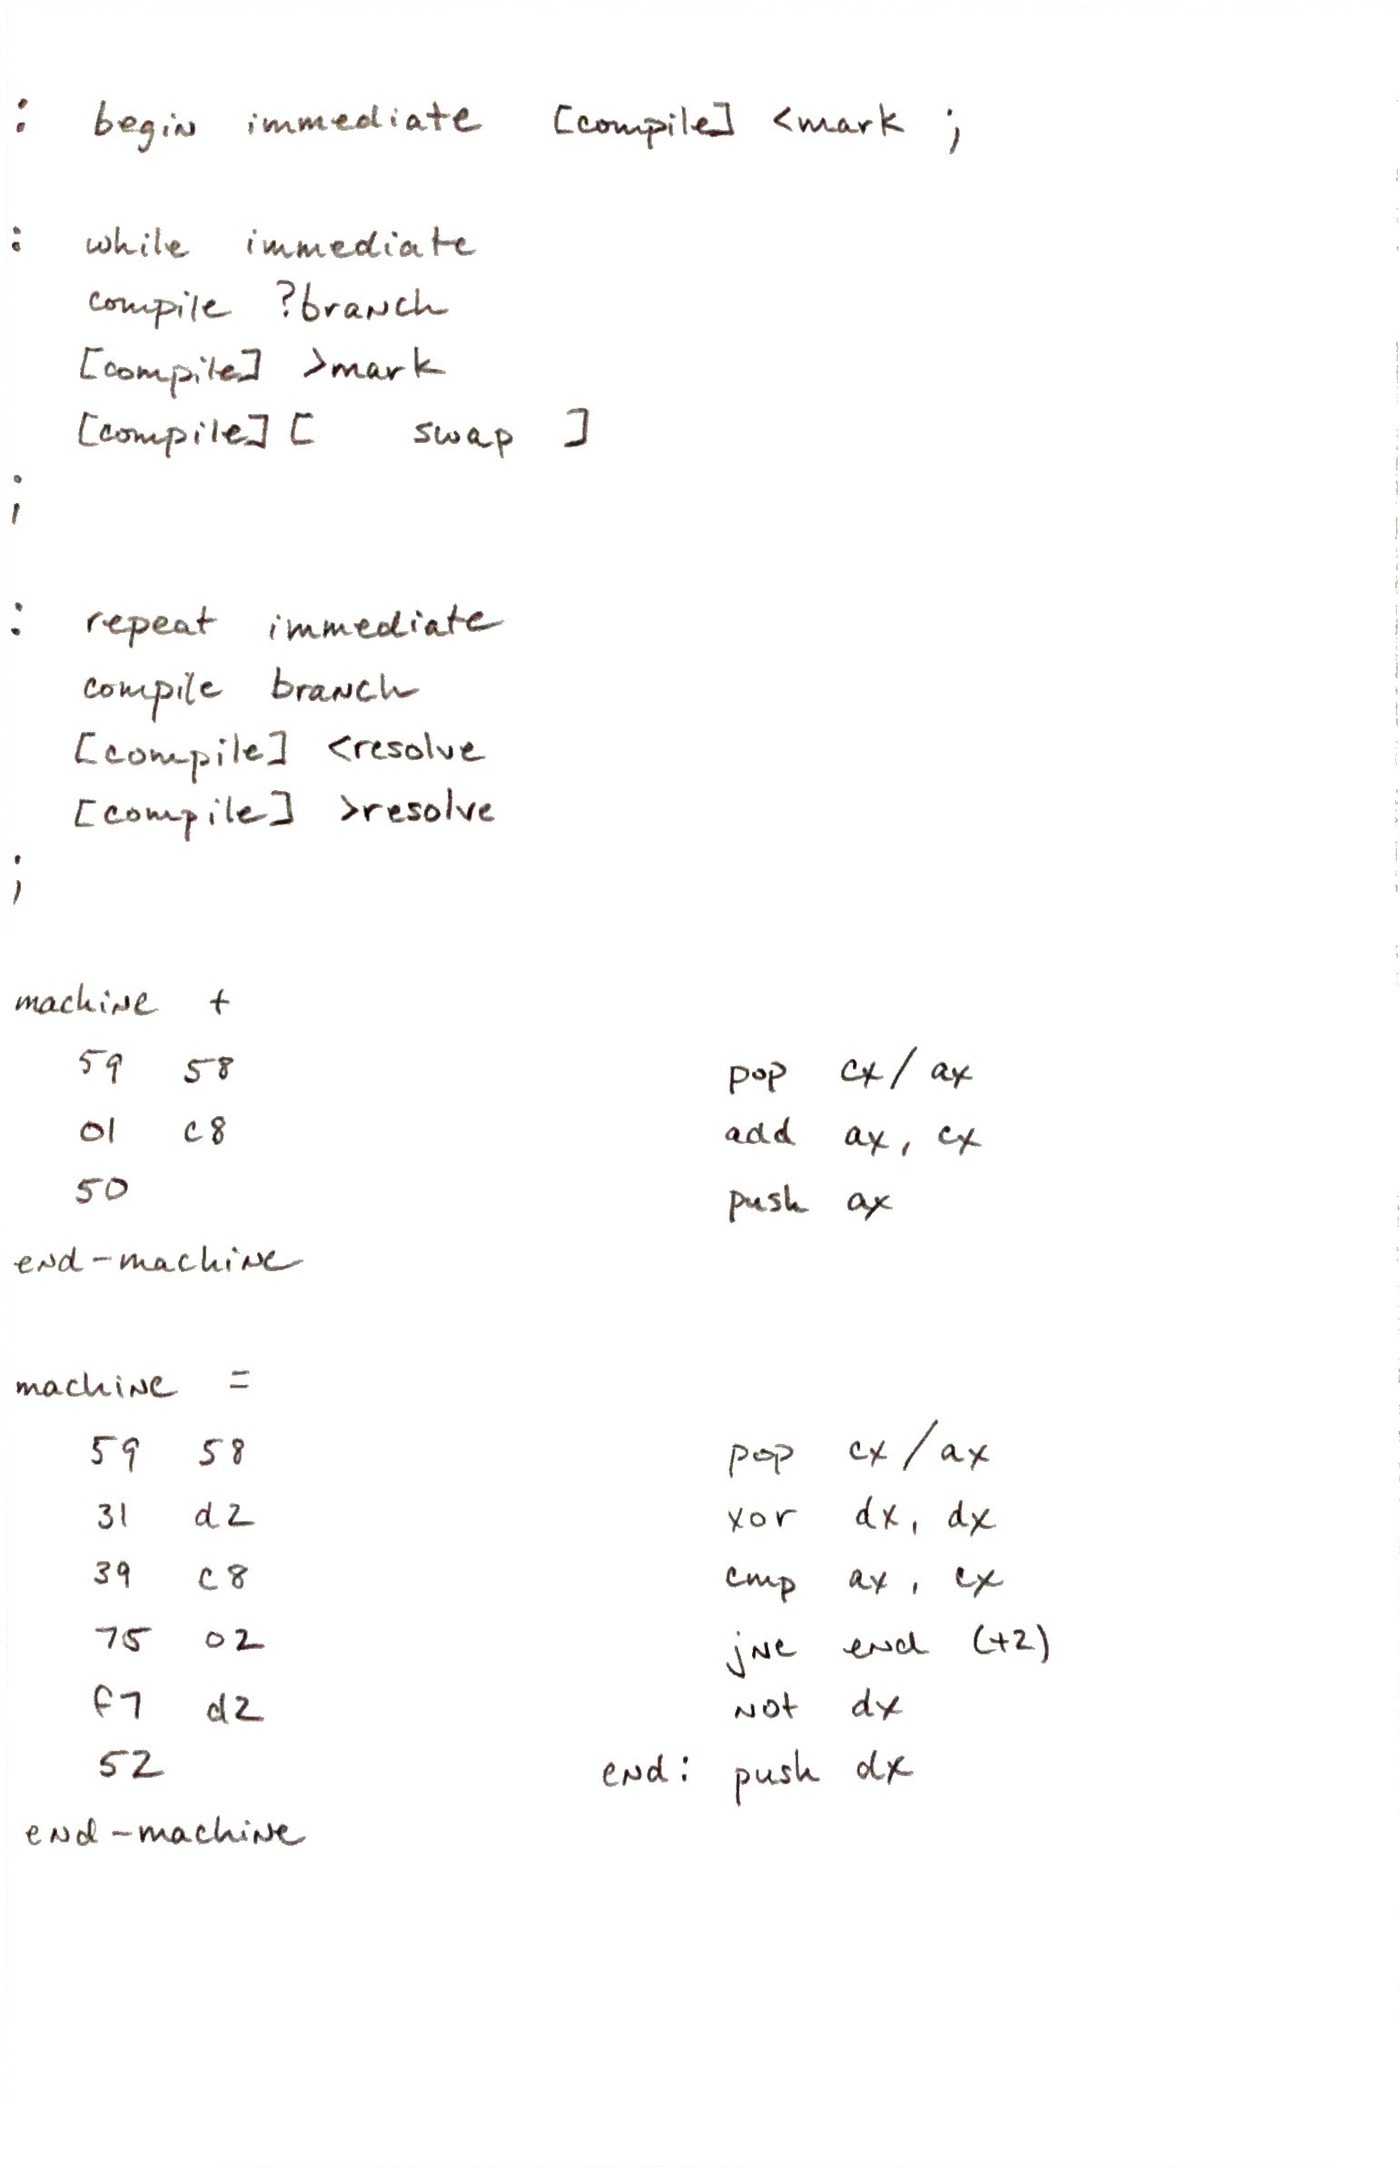 : begin immediate [compile] <mark ;
: while immediate
compile ?branch
[compile] >mark
[compile] [ swap ]
;
: repeat immediate
compile branch
[compile] <resolve
[compile] >resolve
;
machine +
59 58 pop cx/ax
01 c8 add ax, cx
50 push ax
end-machine
machine =
59 58 pop cx/ax
31 d2 xor dx, dx
39 c8 cmp ax, cx
75 02 jne end (+2)
f7 d2 not dx
52 end: push dx
end-machine